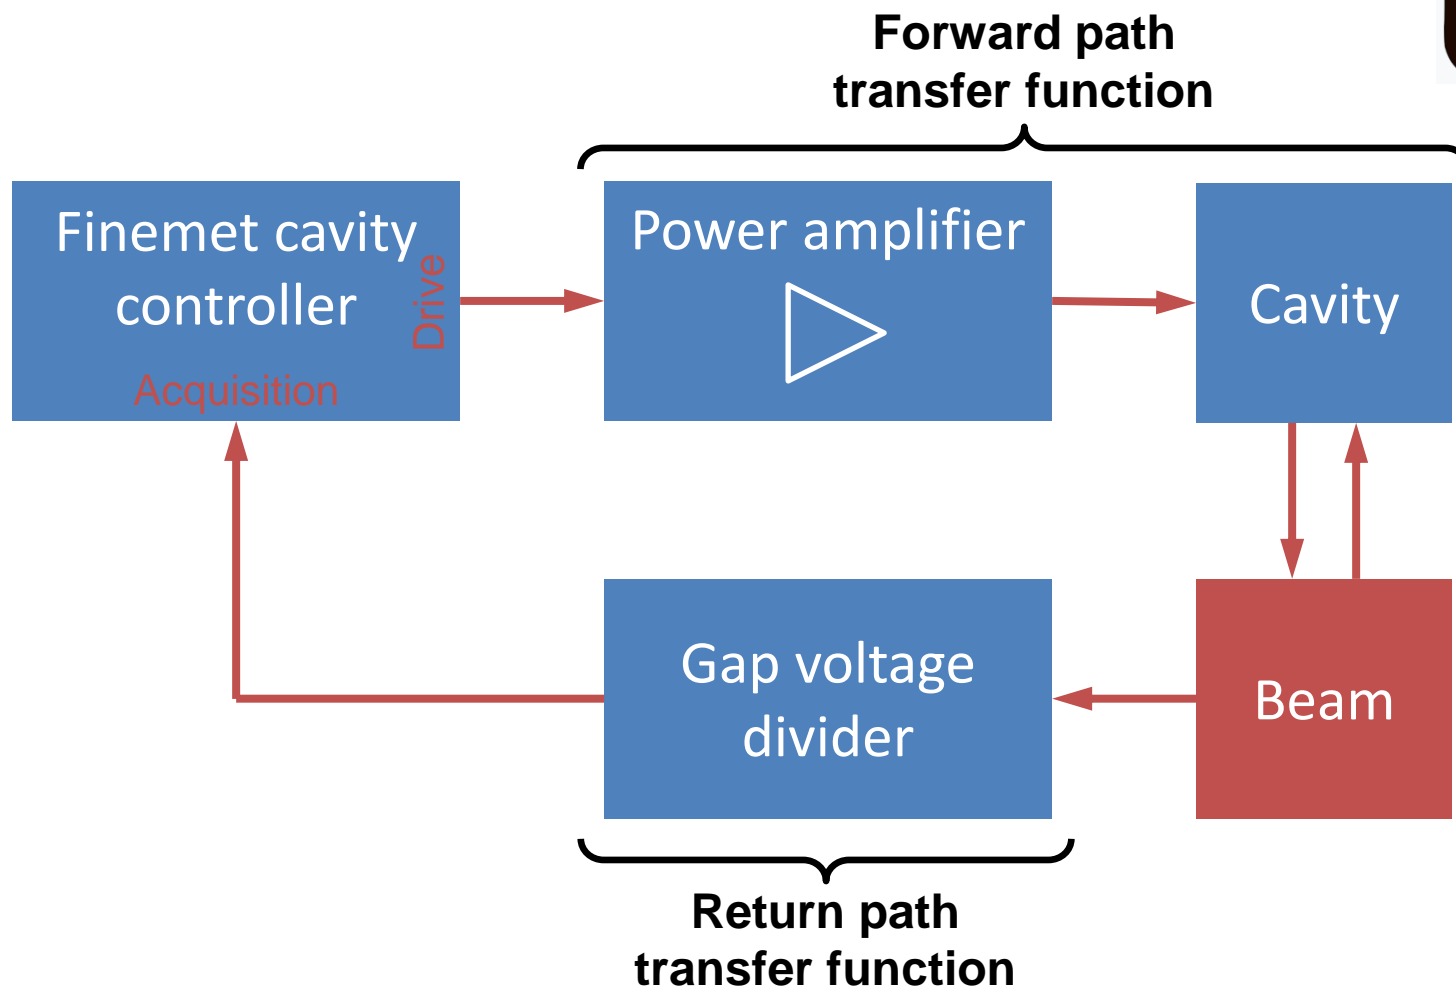 Forward path
transfer function
Finemet cavity
controller
Drive
Acquisition
Power amplifier
Cavity
Gap voltage
divider
Beam
Return path
transfer function